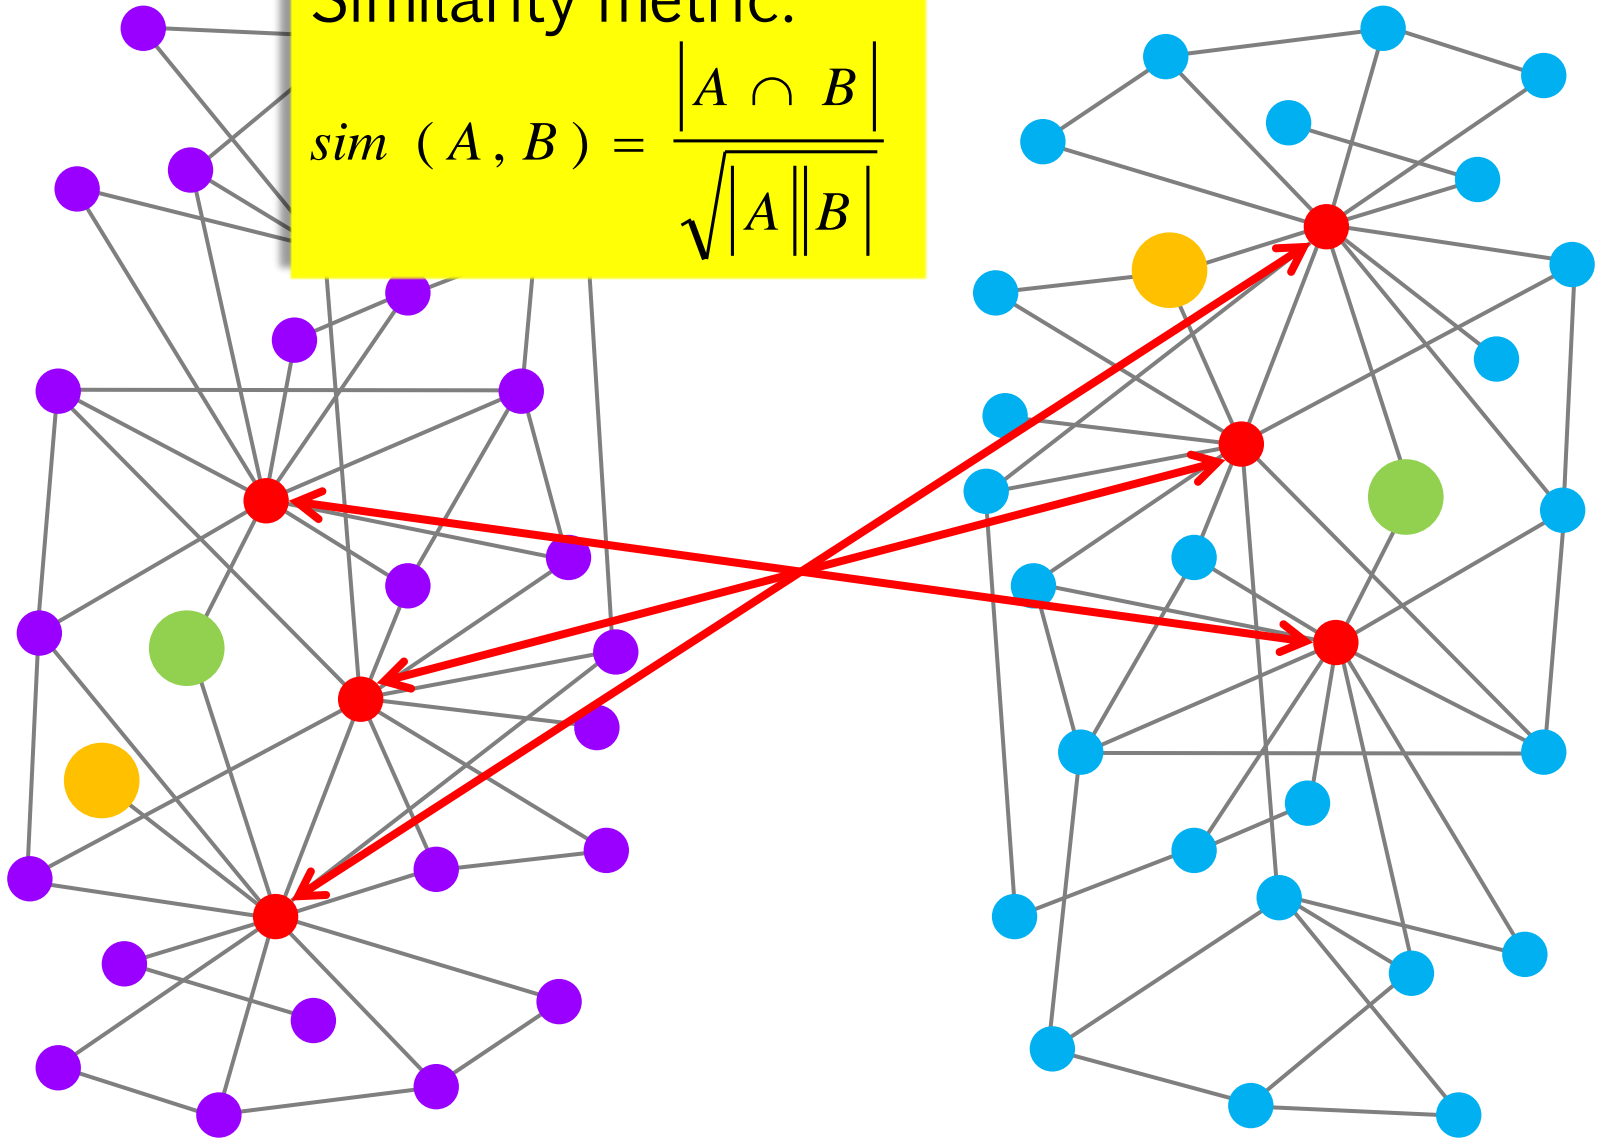 Similarity metric:
sim ( A , B ) = |A ∩ B| / √|A||B|